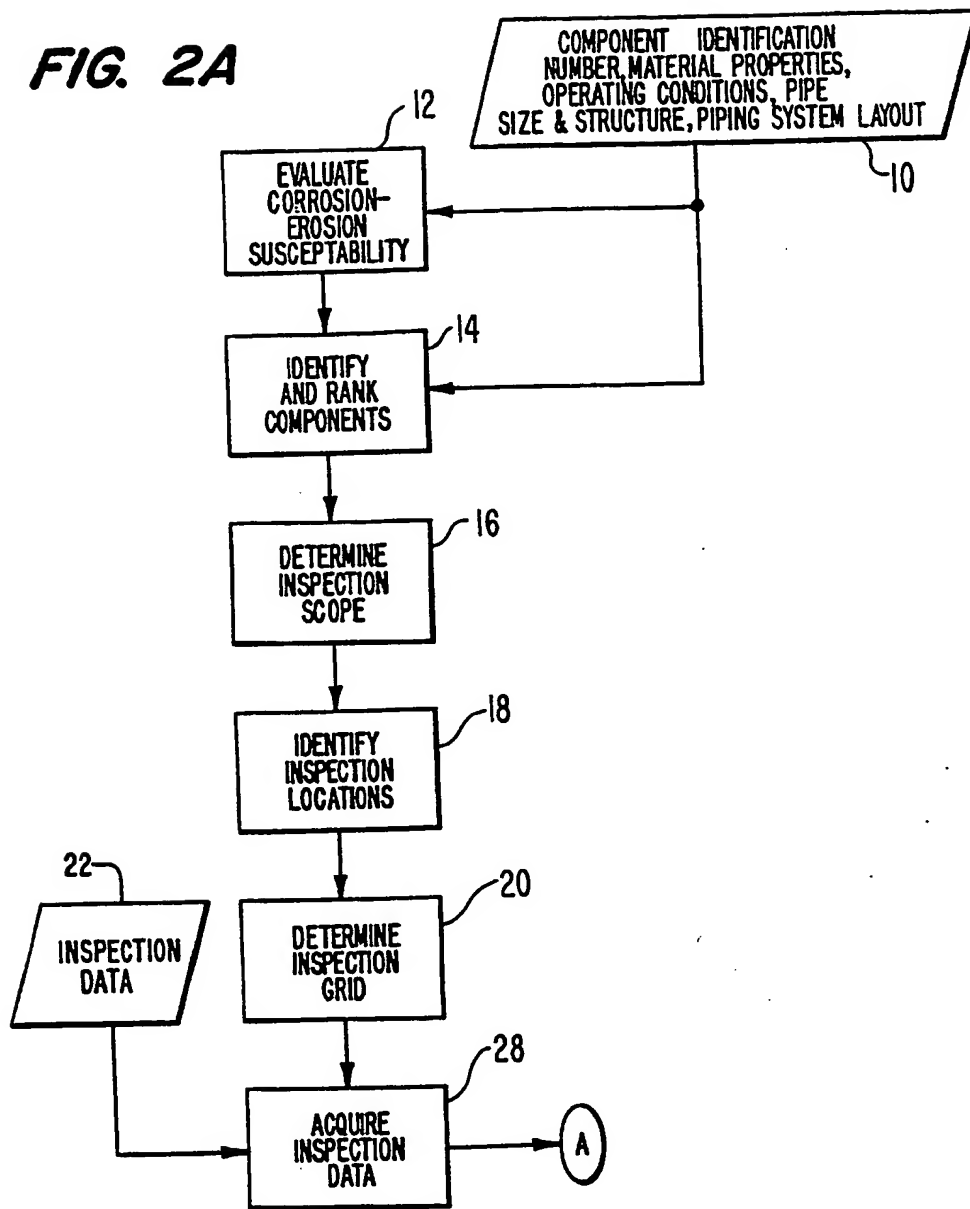 FIG. 2A
COMPONENT IDENTIFICATION
NUMBER, MATERIAL PROPERTIES,
OPERATING CONDITIONS, PIPE
SIZE & STRUCTURE, PIPING SYSTEM LAYOUT
10
12
EVALUATE
CORROSION-
EROSION
SUSCEPTABILITY
14
IDENTIFY
AND RANK
COMPONENTS
16
DETERMINE
INSPECTION
SCOPE
18
IDENTIFY
INSPECTION
LOCATIONS
22
INSPECTION
DATA
20
DETERMINE
INSPECTION
GRID
28
ACQUIRE
INSPECTION
DATA
A